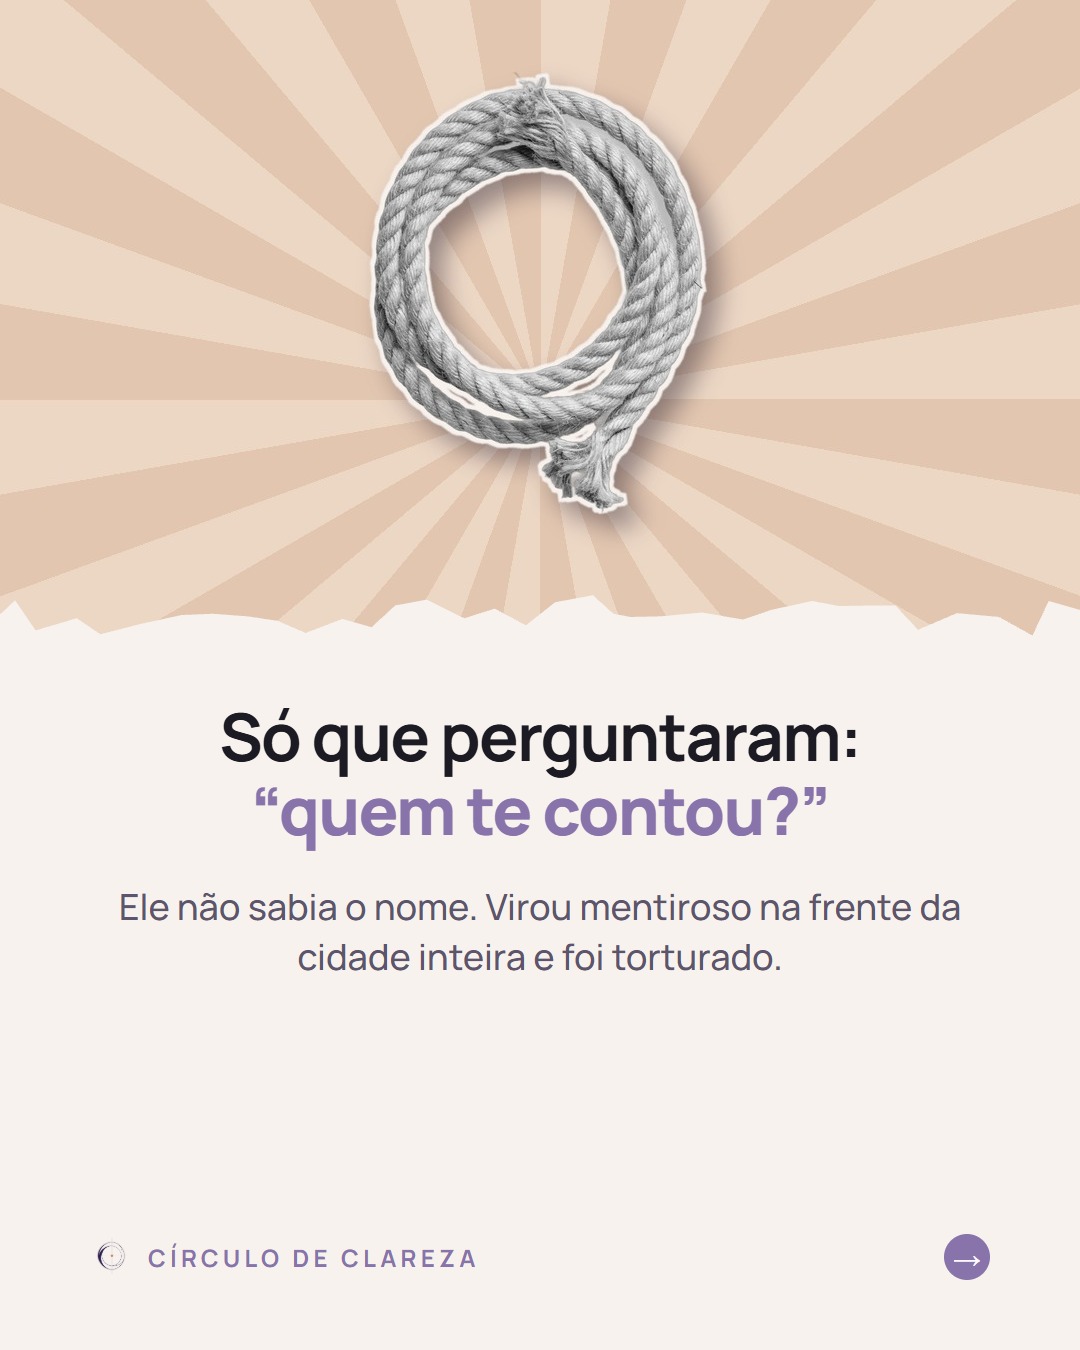 Só que perguntaram:
“quem te contou?”
Ele não sabia o nome. Virou mentiroso na frente da
cidade inteira e foi torturado.
CÍRCULO DE CLAREZA
→